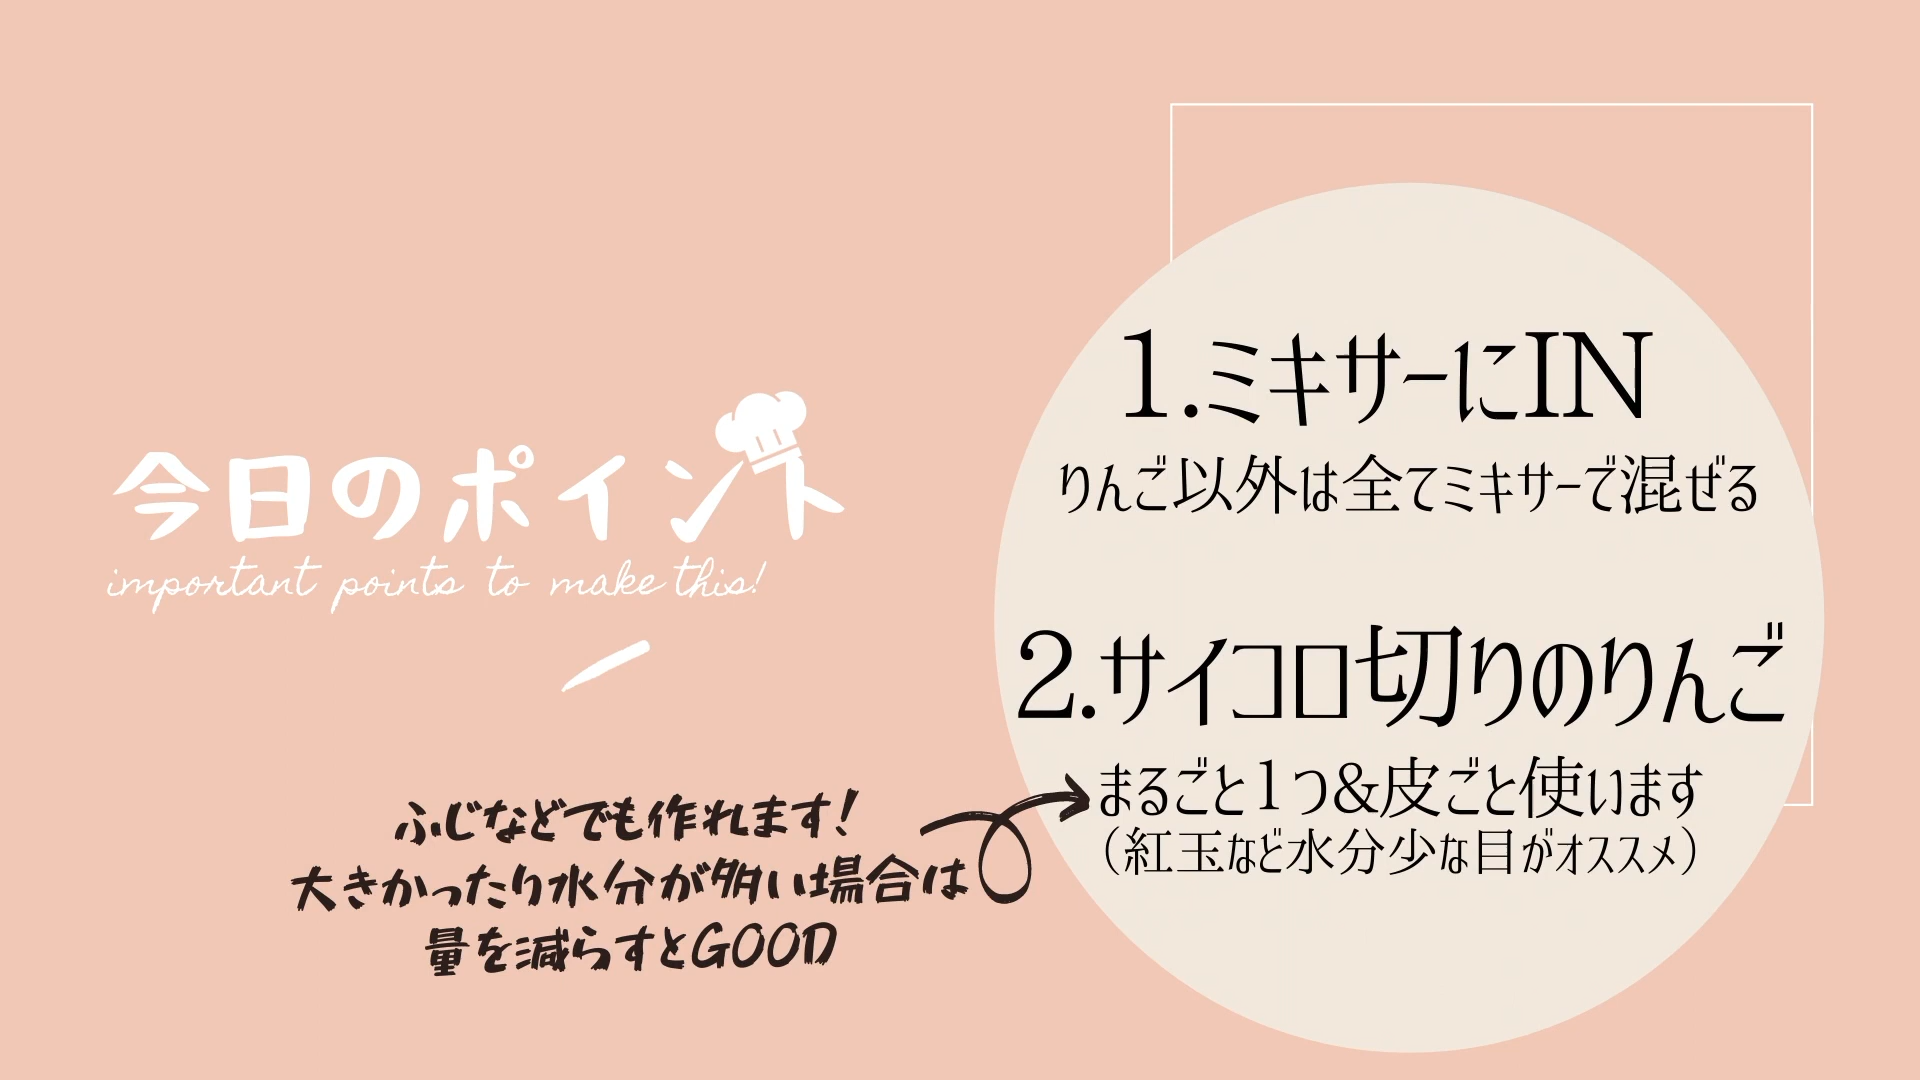 今日のポイント
important points to make this!
1.ミキサーにIN
りんご以外は全てミキサーで混ぜる
2.サイコロ切りのりんご
まるごと1つ&皮ごと使います
（紅玉など水分少な目がオススメ）
ふじなどでも作れます!
大きかったり水分が多い場合は
量を減らすとGOOD